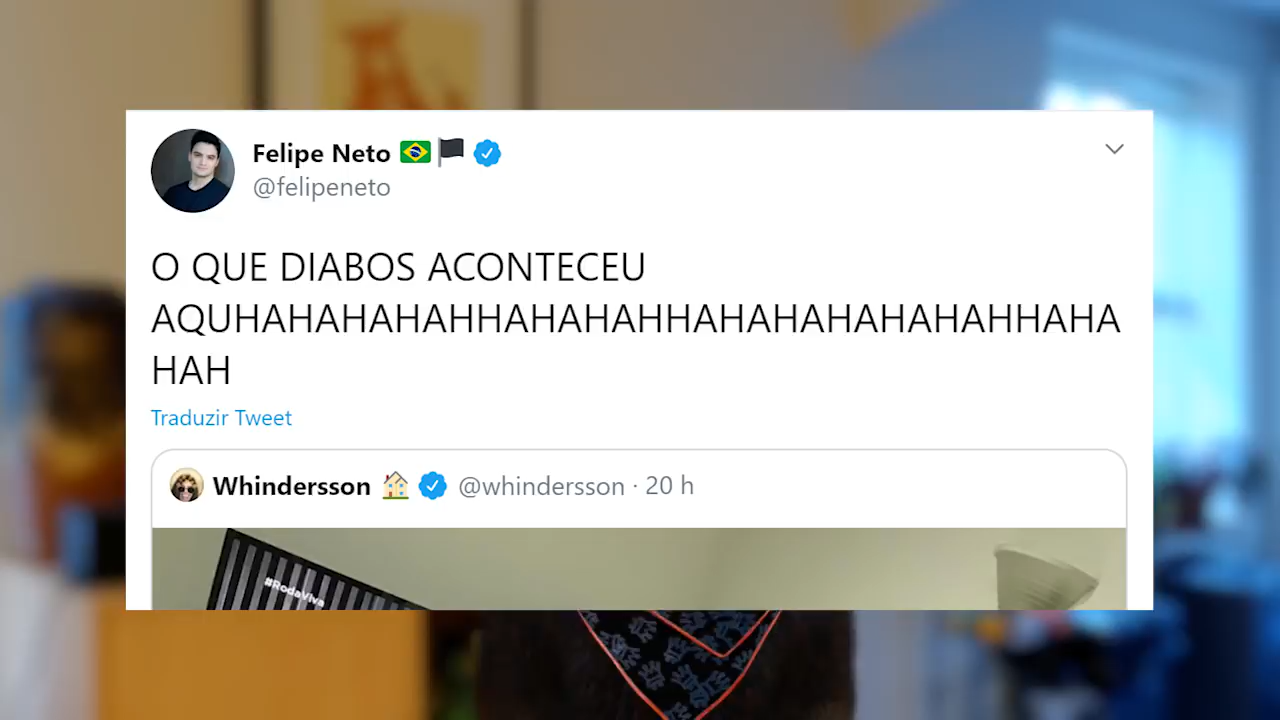 Felipe Neto 🇧🇷🏴
@felipeneto
O QUE DIABOS ACONTECEU
AQUHAHAHAHAHHAHAHAHHAHAHAHAHAHAHHAHA
HAH
Traduzir Tweet
Whindersson 🏠 @whindersson · 20 h
#RodaViva